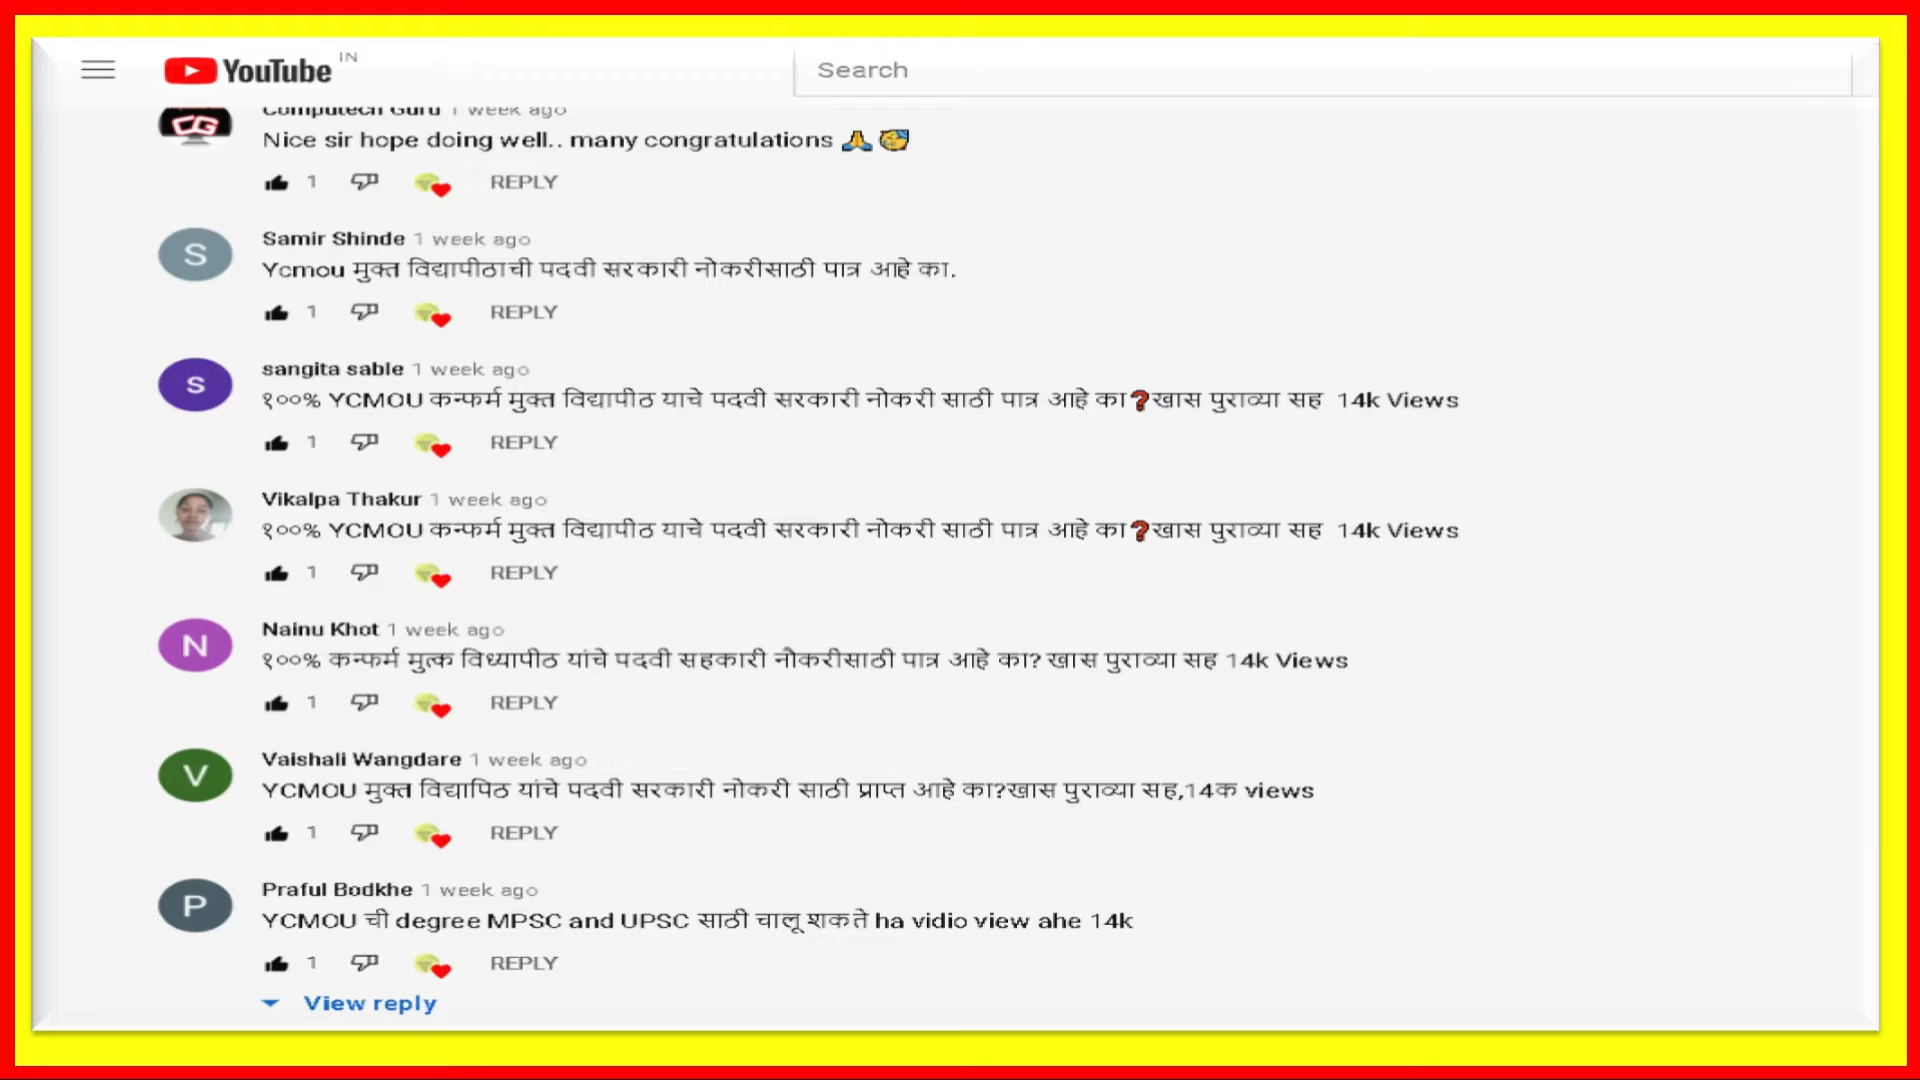 YouTube IN
Search
Computech Guru 1 week ago
CG
Nice sir hope doing well.. many congratulations 🙏 🥳
1 REPLY
S
Samir Shinde 1 week ago
Ycmou मुक्त विद्यापीठाची पदवी सरकारी नोकरीसाठी पात्र आहे का.
1 REPLY
s
sangita sable 1 week ago
१००% YCMOU कन्फर्म मुक्त विद्यापीठ याचे पदवी सरकारी नोकरी साठी पात्र आहे का❓खास पुराव्या सह 14k Views
1 REPLY
Vikalpa Thakur 1 week ago
१००% YCMOU कन्फर्म मुक्त विद्यापीठ याचे पदवी सरकारी नोकरी साठी पात्र आहे का❓खास पुराव्या सह 14k Views
1 REPLY
N
Nainu Khot 1 week ago
१००% कन्फर्म मुत्क विध्यापीठ यांचे पदवी सहकारी नौकरीसाठी पात्र आहे का? खास पुराव्या सह 14k Views
1 REPLY
V
Vaishali Wangdare 1 week ago
YCMOU मुक्त विद्यापिठ यांचे पदवी सरकारी नोकरी साठी प्राप्त आहे का?खास पुराव्या सह,14क views
1 REPLY
P
Praful Bodkhe 1 week ago
YCMOU ची degree MPSC and UPSC साठी चालू शकते ha vidio view ahe 14k
1 REPLY
View reply